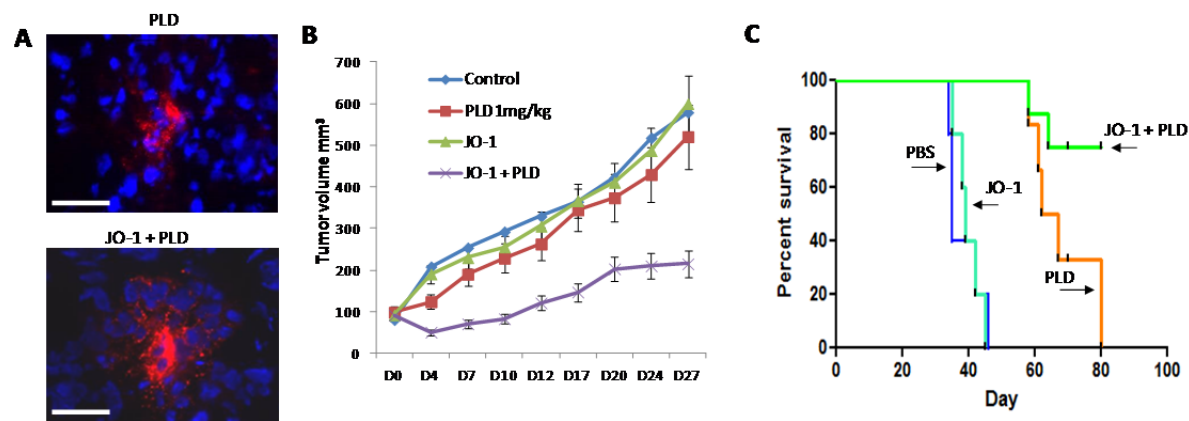 A
PLD
JO-1 + PLD
B
700
600
500
400
300
200
100
0
Tumor volume mm³
Control
PLD 1mg/kg
JO-1
JO-1 + PLD
D0 D4 D7 D10 D12 D17 D20 D24 D27
C
100
80
60
40
20
0
Percent survival
PBS
JO-1
JO-1 + PLD
PLD
0 20 40 60 80 100
Day